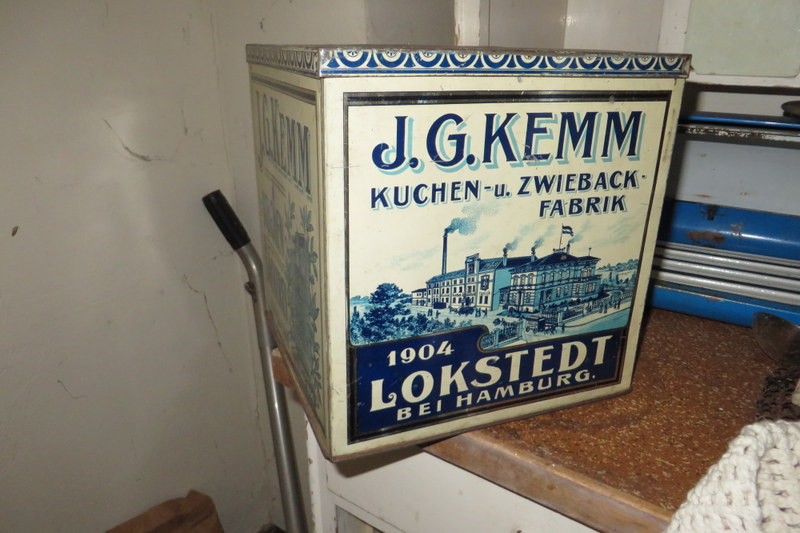 J.G.KEMM
KUCHEN-u. ZWIEBACK-
FABRIK
1904
LOKSTEDT
BEI HAMBURG.
J.G.KEMM